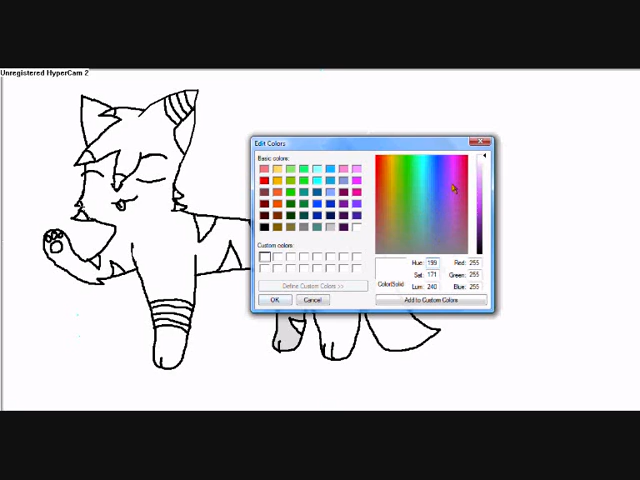 Unregistered HyperCam 2
Edit Colors
Basic colors:
Custom colors:
Define Custom Colors >>
OK
Cancel
Color|Solid
Hue: 199
Sat: 171
Lum: 240
Red: 255
Green: 255
Blue: 255
Add to Custom Colors